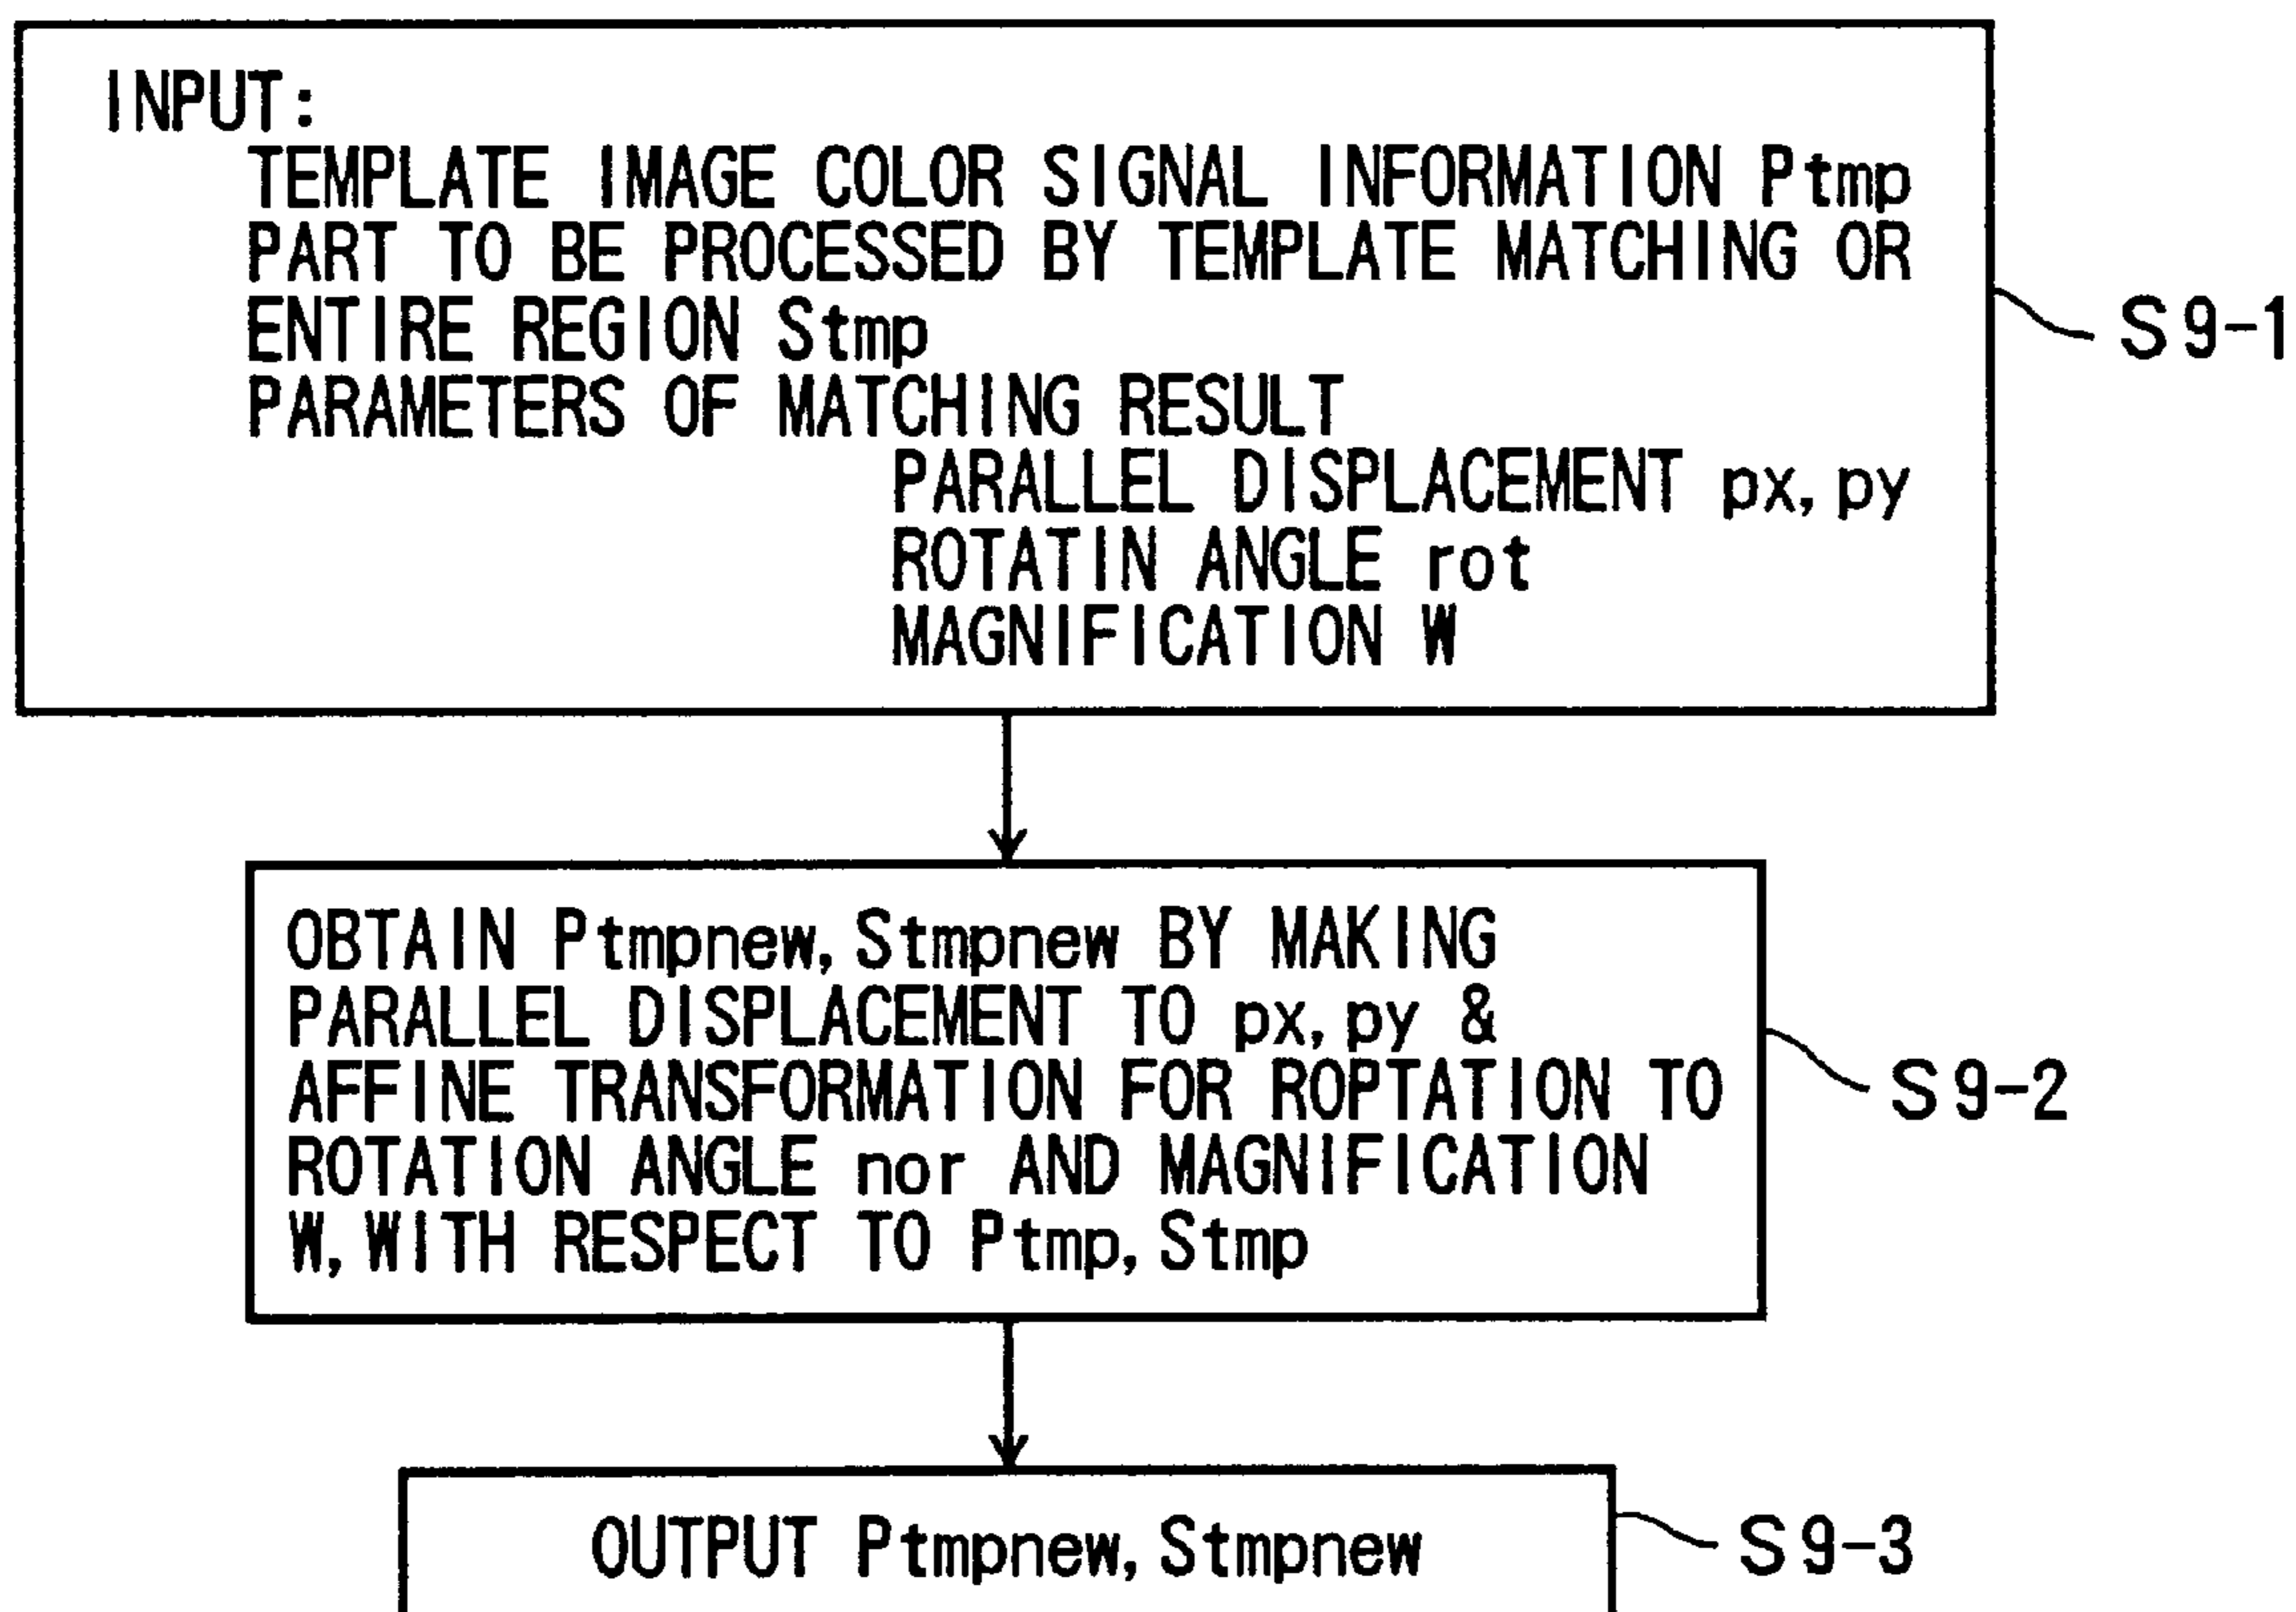 INPUT:
TEMPLATE IMAGE COLOR SIGNAL INFORMATION Ptmp
PART TO BE PROCESSED BY TEMPLATE MATCHING OR
ENTIRE REGION Stmp
PARAMETERS OF MATCHING RESULT
PARALLEL DISPLACEMENT px, py
ROTATIN ANGLE rot
MAGNIFICATION W
S9-1
OBTAIN Ptmpnew, Stmpnew BY MAKING
PARALLEL DISPLACEMENT TO px, py &
AFFINE TRANSFORMATION FOR ROPTATION TO
ROTATION ANGLE nor AND MAGNIFICATION
W, WITH RESPECT TO Ptmp, Stmp
S9-2
OUTPUT Ptmpnew, Stmpnew
S9-3